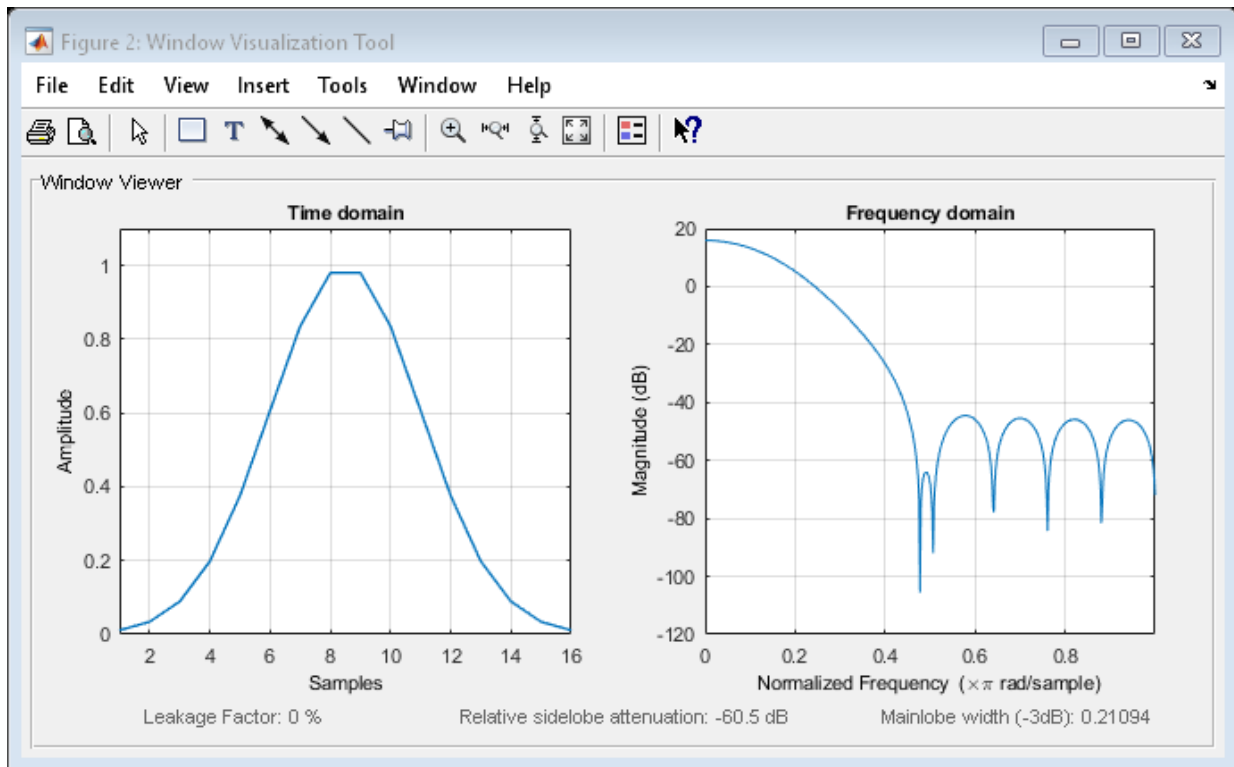 Figure 2: Window Visualization Tool
File Edit View Insert Tools Window Help
T
?
Window Viewer
Time domain
1
0.8
0.6
0.4
0.2
0
Amplitude
2 4 6 8 10 12 14 16
Samples
Frequency domain
20
0
-20
-40
-60
-80
-100
-120
Magnitude (dB)
0 0.2 0.4 0.6 0.8
Normalized Frequency (×π rad/sample)
Leakage Factor: 0 % Relative sidelobe attenuation: -60.5 dB Mainlobe width (-3dB): 0.21094